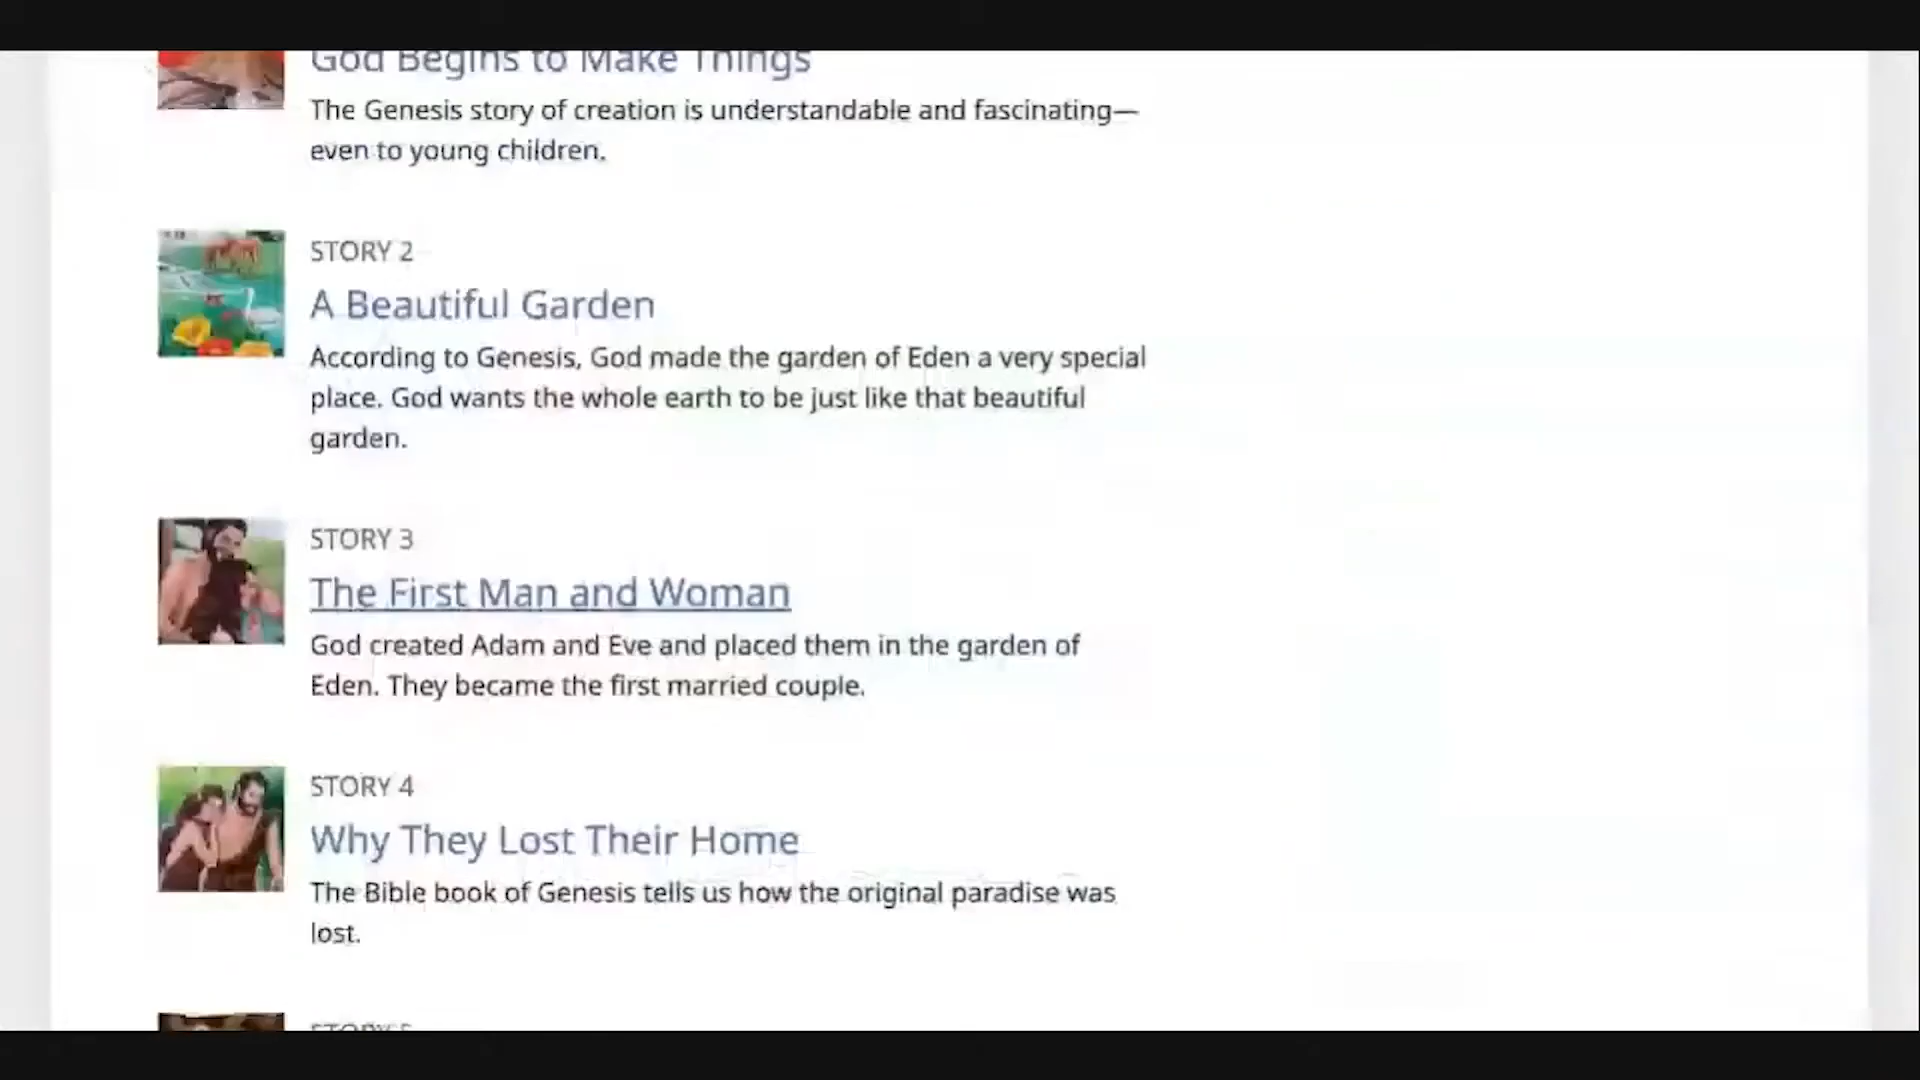 God Begins to Make Things
The Genesis story of creation is understandable and fascinating—
even to young children.
STORY 2
A Beautiful Garden
According to Genesis, God made the garden of Eden a very special
place. God wants the whole earth to be just like that beautiful
garden.
STORY 3
The First Man and Woman
God created Adam and Eve and placed them in the garden of
Eden. They became the first married couple.
STORY 4
Why They Lost Their Home
The Bible book of Genesis tells us how the original paradise was
lost.
STORY 5